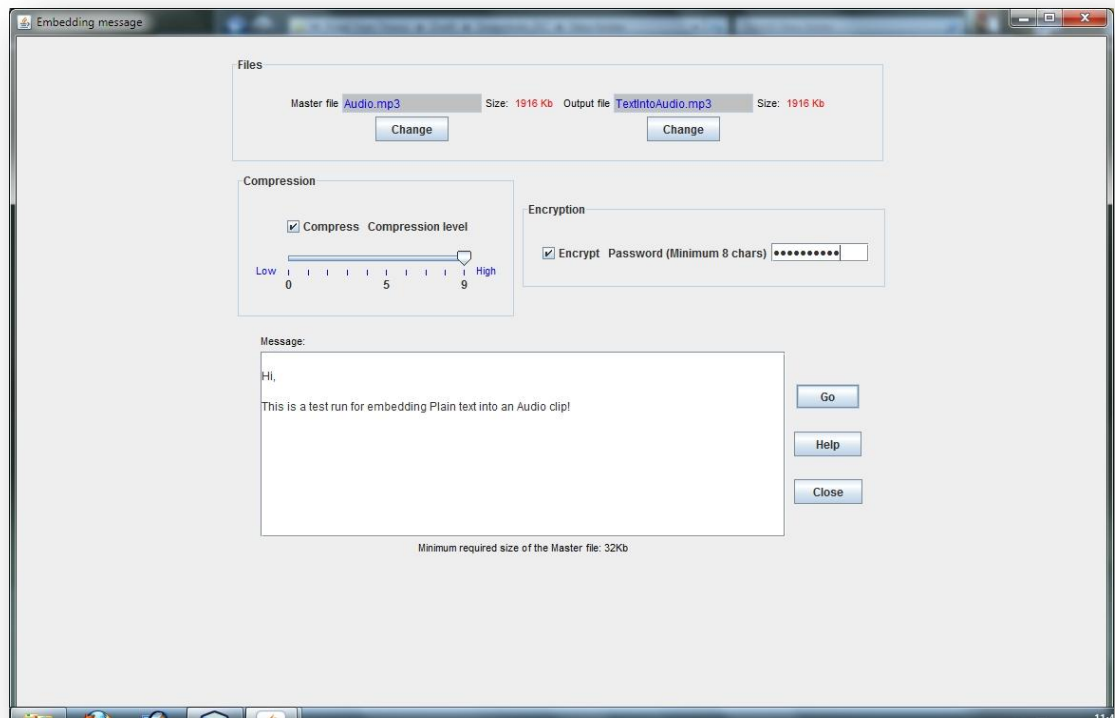 Embedding message
Files
Master file Audio.mp3 Size: 1916 Kb Output file TextIntoAudio.mp3 Size: 1916 Kb
Change Change
Compression
Compress Compression level
Low High
0 5 9
Encryption
Encrypt Password (Minimum 8 chars) ••••••••••
Message:
Hi,
This is a test run for embedding Plain text into an Audio clip!
Go
Help
Close
Minimum required size of the Master file: 32Kb